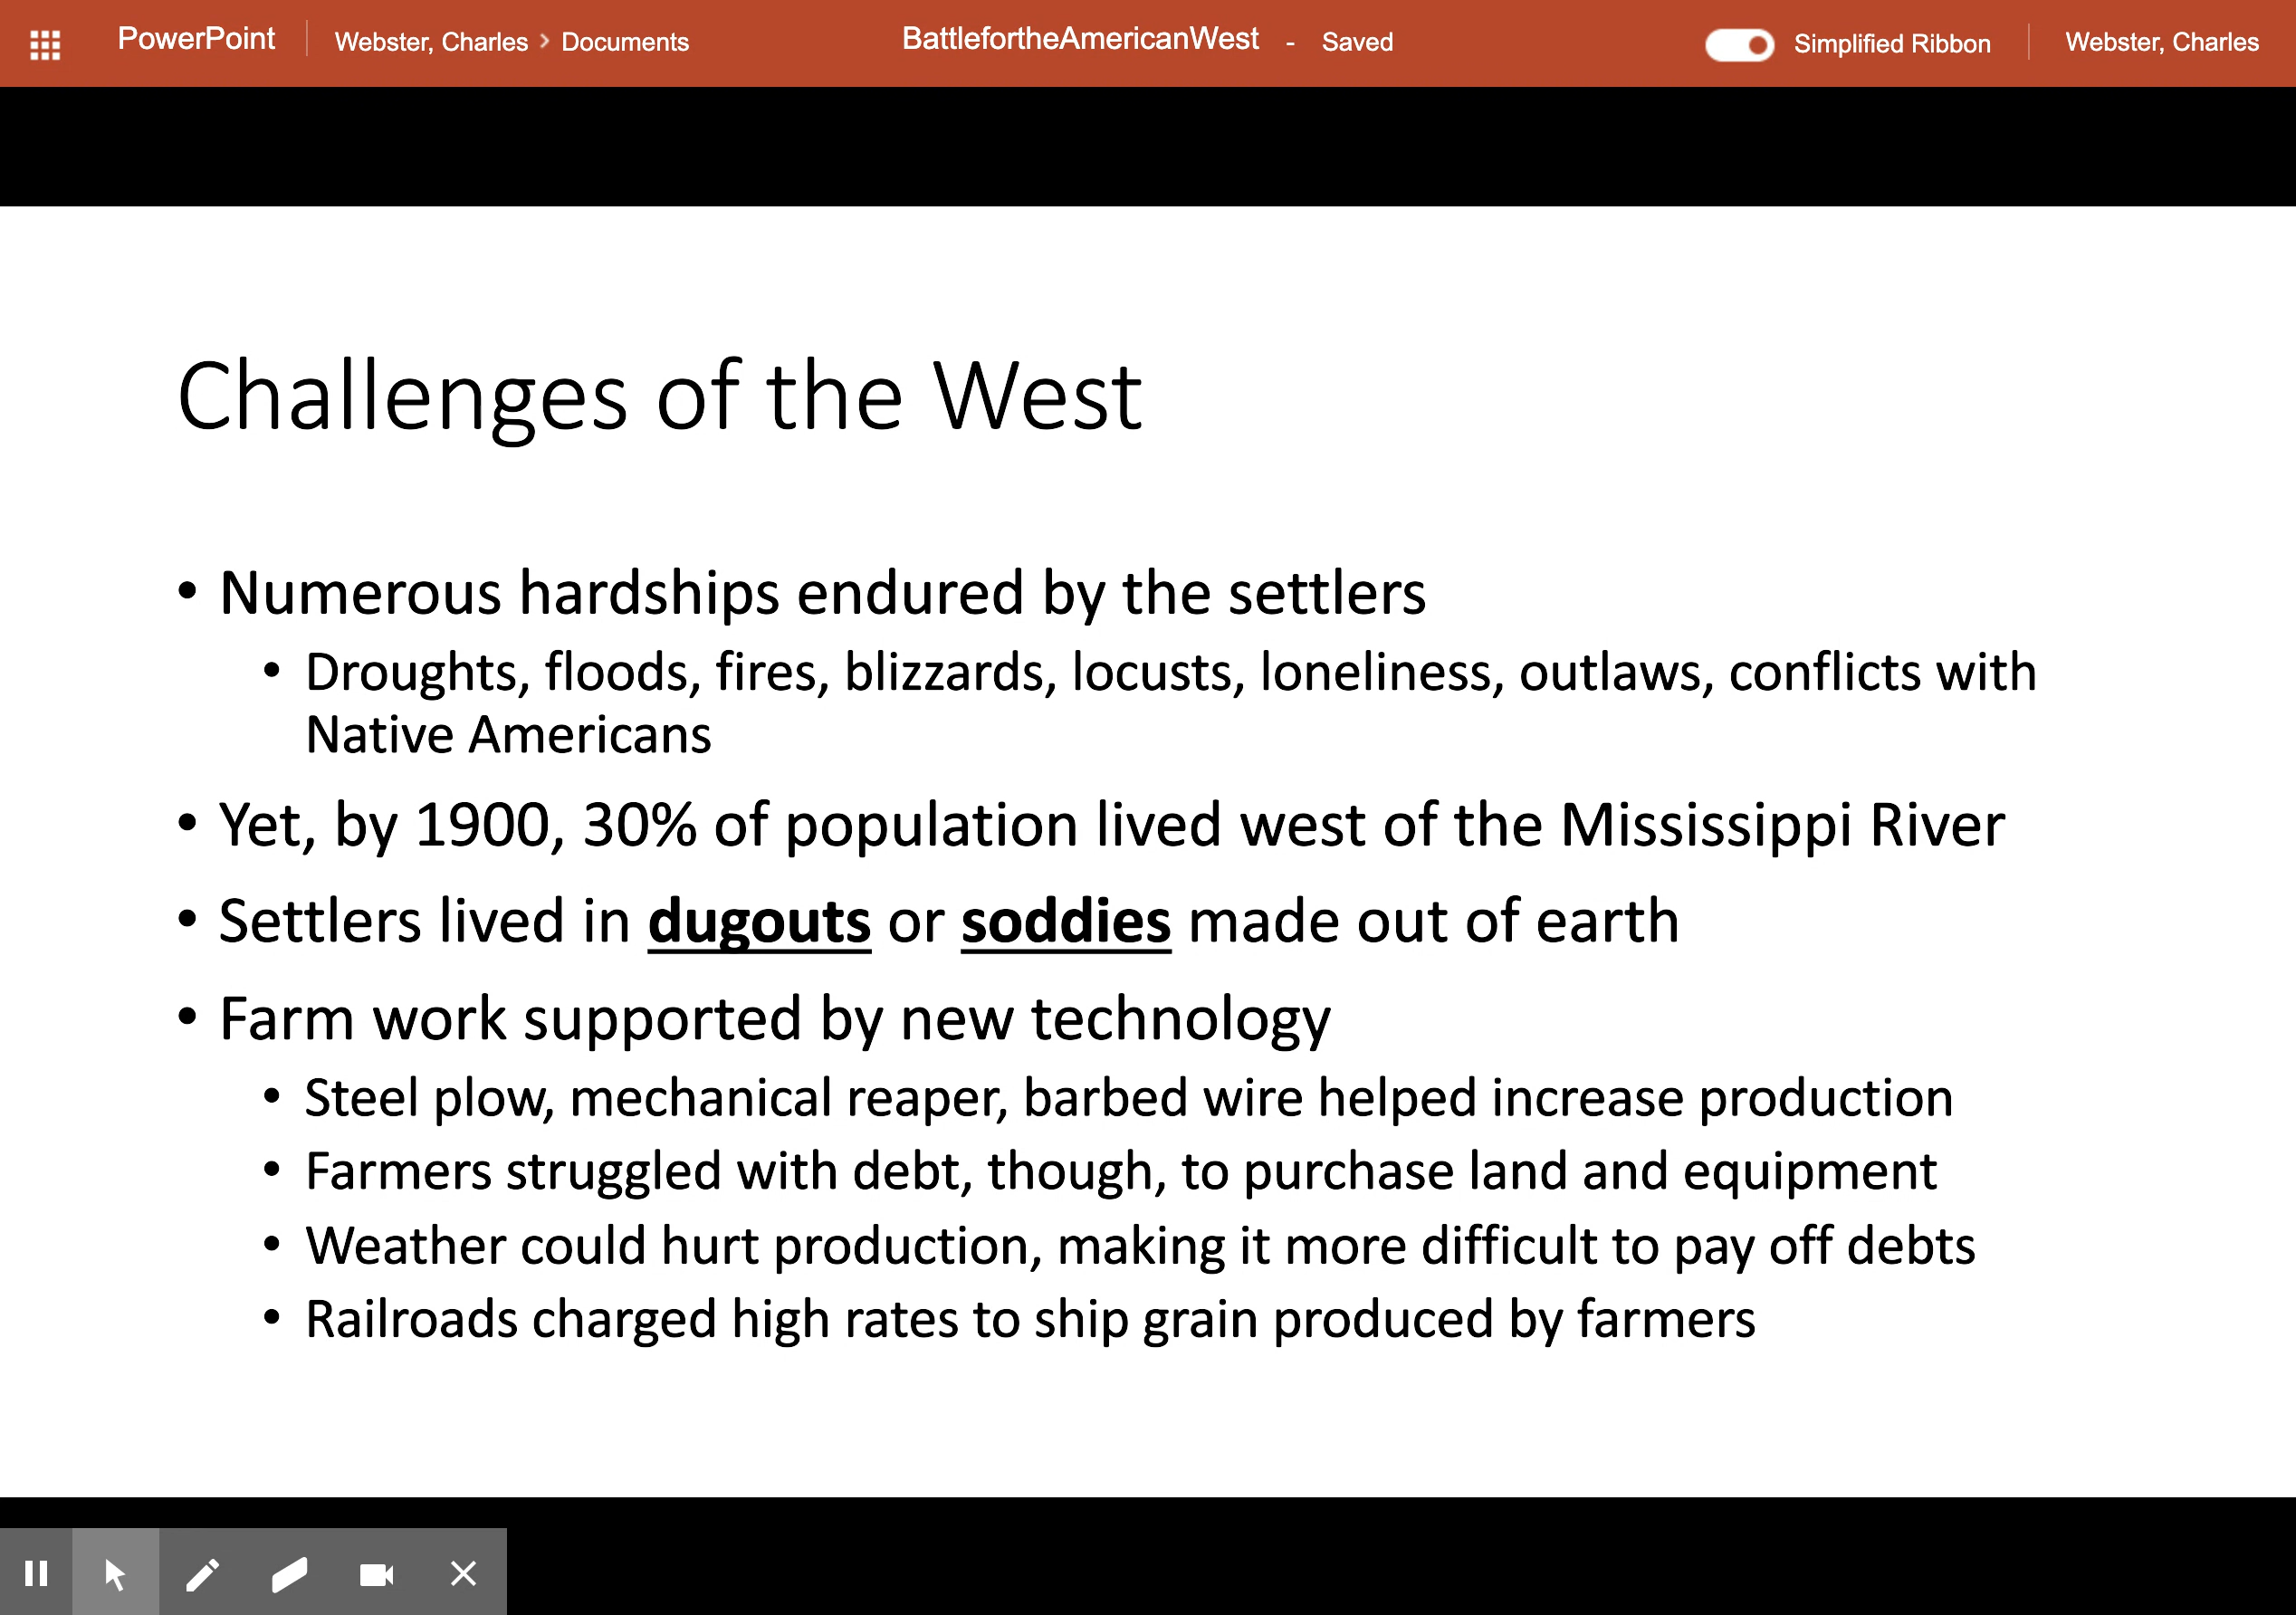 PowerPoint
Webster, Charles > Documents
BattlefortheAmericanWest - Saved
Simplified Ribbon
Webster, Charles
Challenges of the West
• Numerous hardships endured by the settlers
• Droughts, floods, fires, blizzards, locusts, loneliness, outlaws, conflicts with
Native Americans
• Yet, by 1900, 30% of population lived west of the Mississippi River
• Settlers lived in dugouts or soddies made out of earth
• Farm work supported by new technology
• Steel plow, mechanical reaper, barbed wire helped increase production
• Farmers struggled with debt, though, to purchase land and equipment
• Weather could hurt production, making it more difficult to pay off debts
• Railroads charged high rates to ship grain produced by farmers